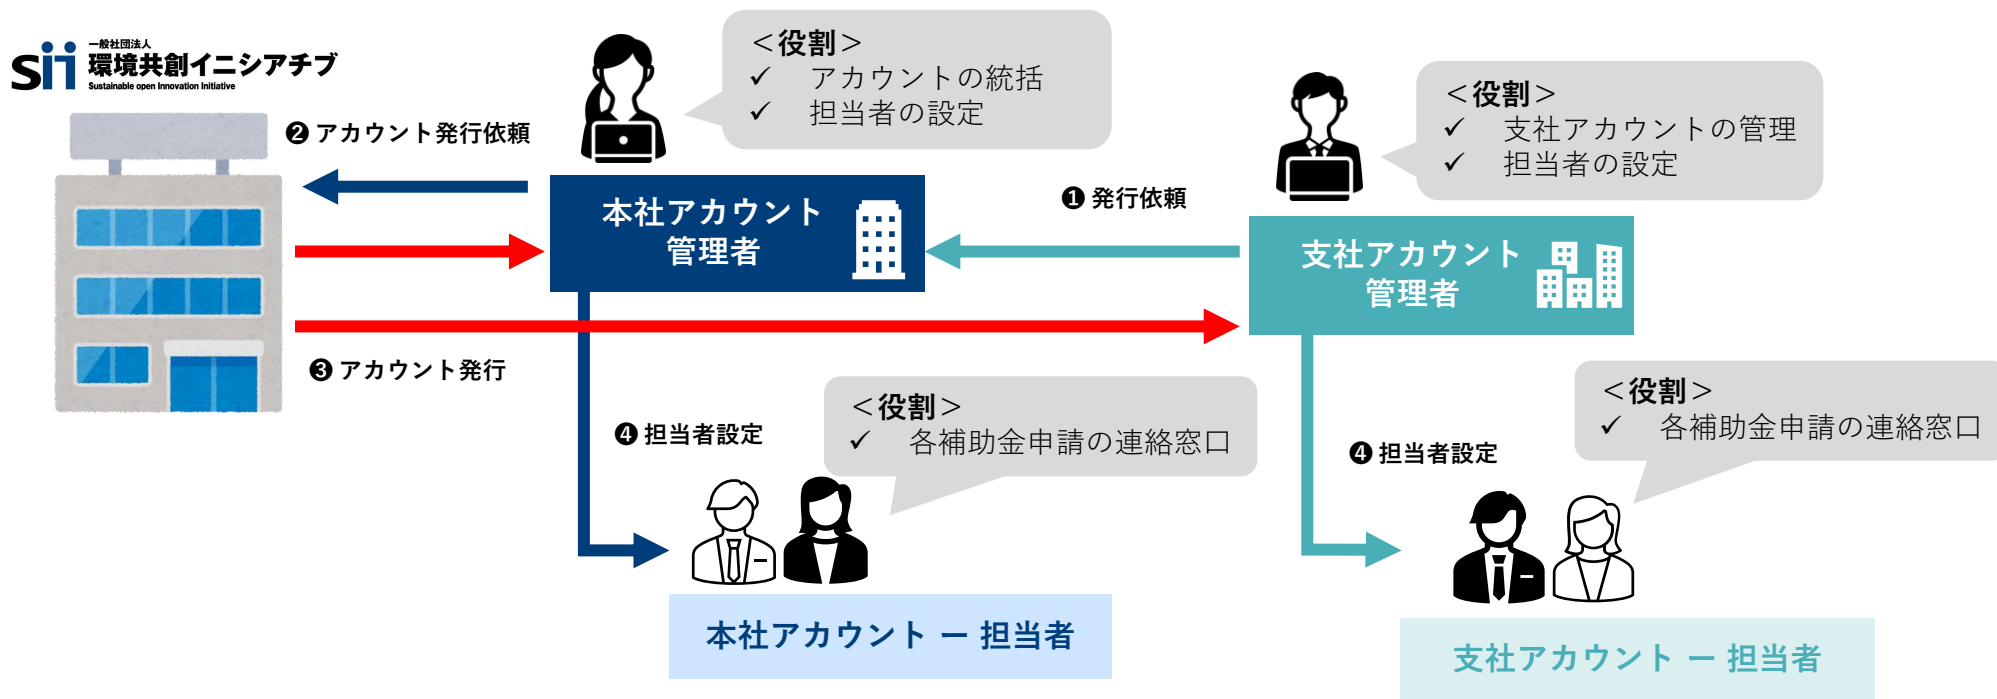 一般社団法人
sii 環境共創イニシアチブ
Sustainable open Innovation Initiative
❷ アカウント発行依頼
＜役割＞
✓ アカウントの統括
✓ 担当者の設定
＜役割＞
✓ 支社アカウントの管理
✓ 担当者の設定
本社アカウント
管理者
❶ 発行依頼
支社アカウント
管理者
❸ アカウント発行
❹ 担当者設定
＜役割＞
✓ 各補助金申請の連絡窓口
❹ 担当者設定
＜役割＞
✓ 各補助金申請の連絡窓口
本社アカウント ー 担当者
支社アカウント ー 担当者